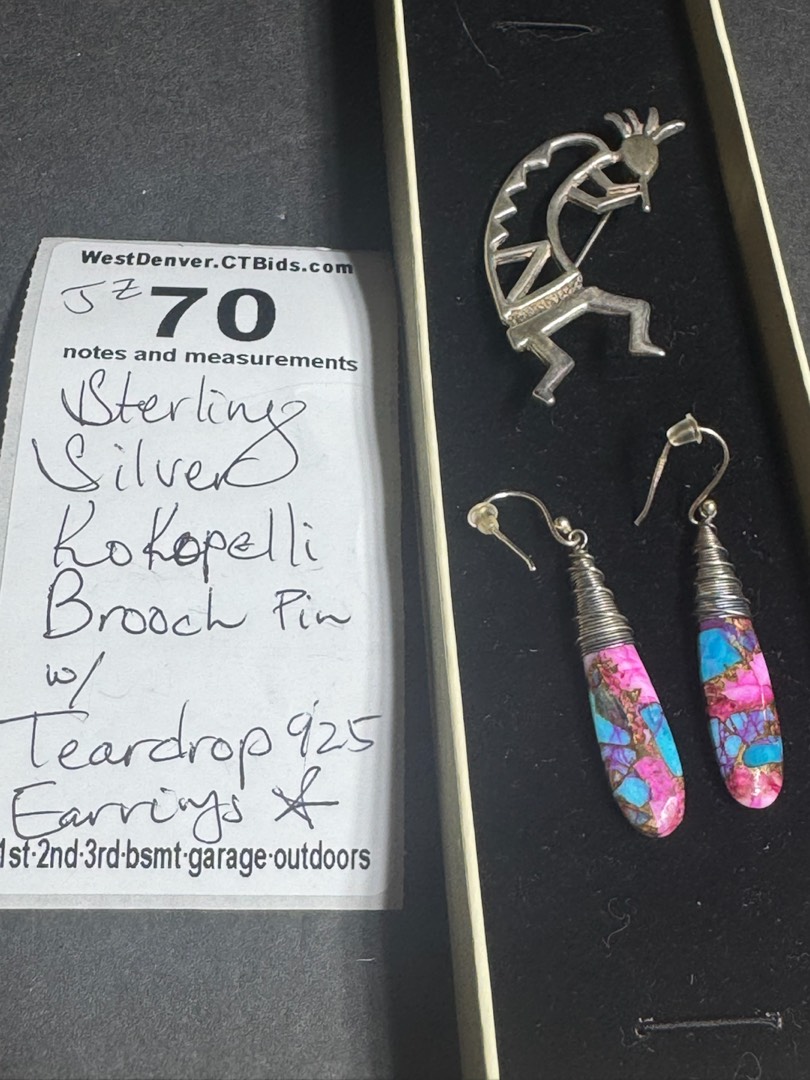 WestDenver.CTBids.com
JZ 70
notes and measurements
Sterling
Silver
Kokopelli
Brooch Pin
w/
Teardrop 925
Earrings
1st·2nd·3rd·bsmt·garage·outdoors